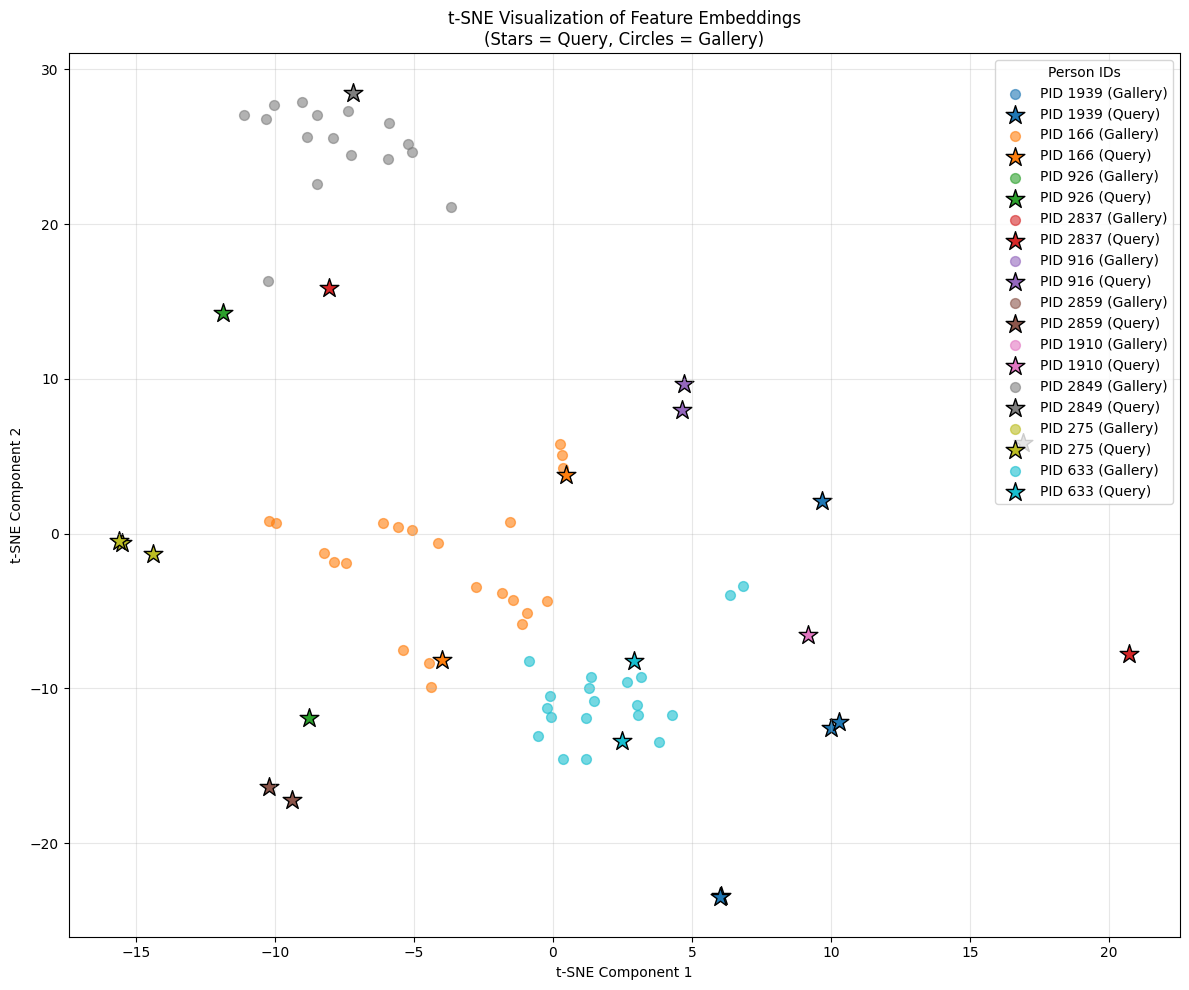 t-SNE Visualization of Feature Embeddings
(Stars = Query, Circles = Gallery)
Person IDs
PID 1939 (Gallery)
PID 1939 (Query)
PID 166 (Gallery)
PID 166 (Query)
PID 926 (Gallery)
PID 926 (Query)
PID 2837 (Gallery)
PID 2837 (Query)
PID 916 (Gallery)
PID 916 (Query)
PID 2859 (Gallery)
PID 2859 (Query)
PID 1910 (Gallery)
PID 1910 (Query)
PID 2849 (Gallery)
PID 2849 (Query)
PID 275 (Gallery)
PID 275 (Query)
PID 633 (Gallery)
PID 633 (Query)
t-SNE Component 2
30
20
10
0
−10
−20
−15
−10
−5
0
5
10
15
20
t-SNE Component 1